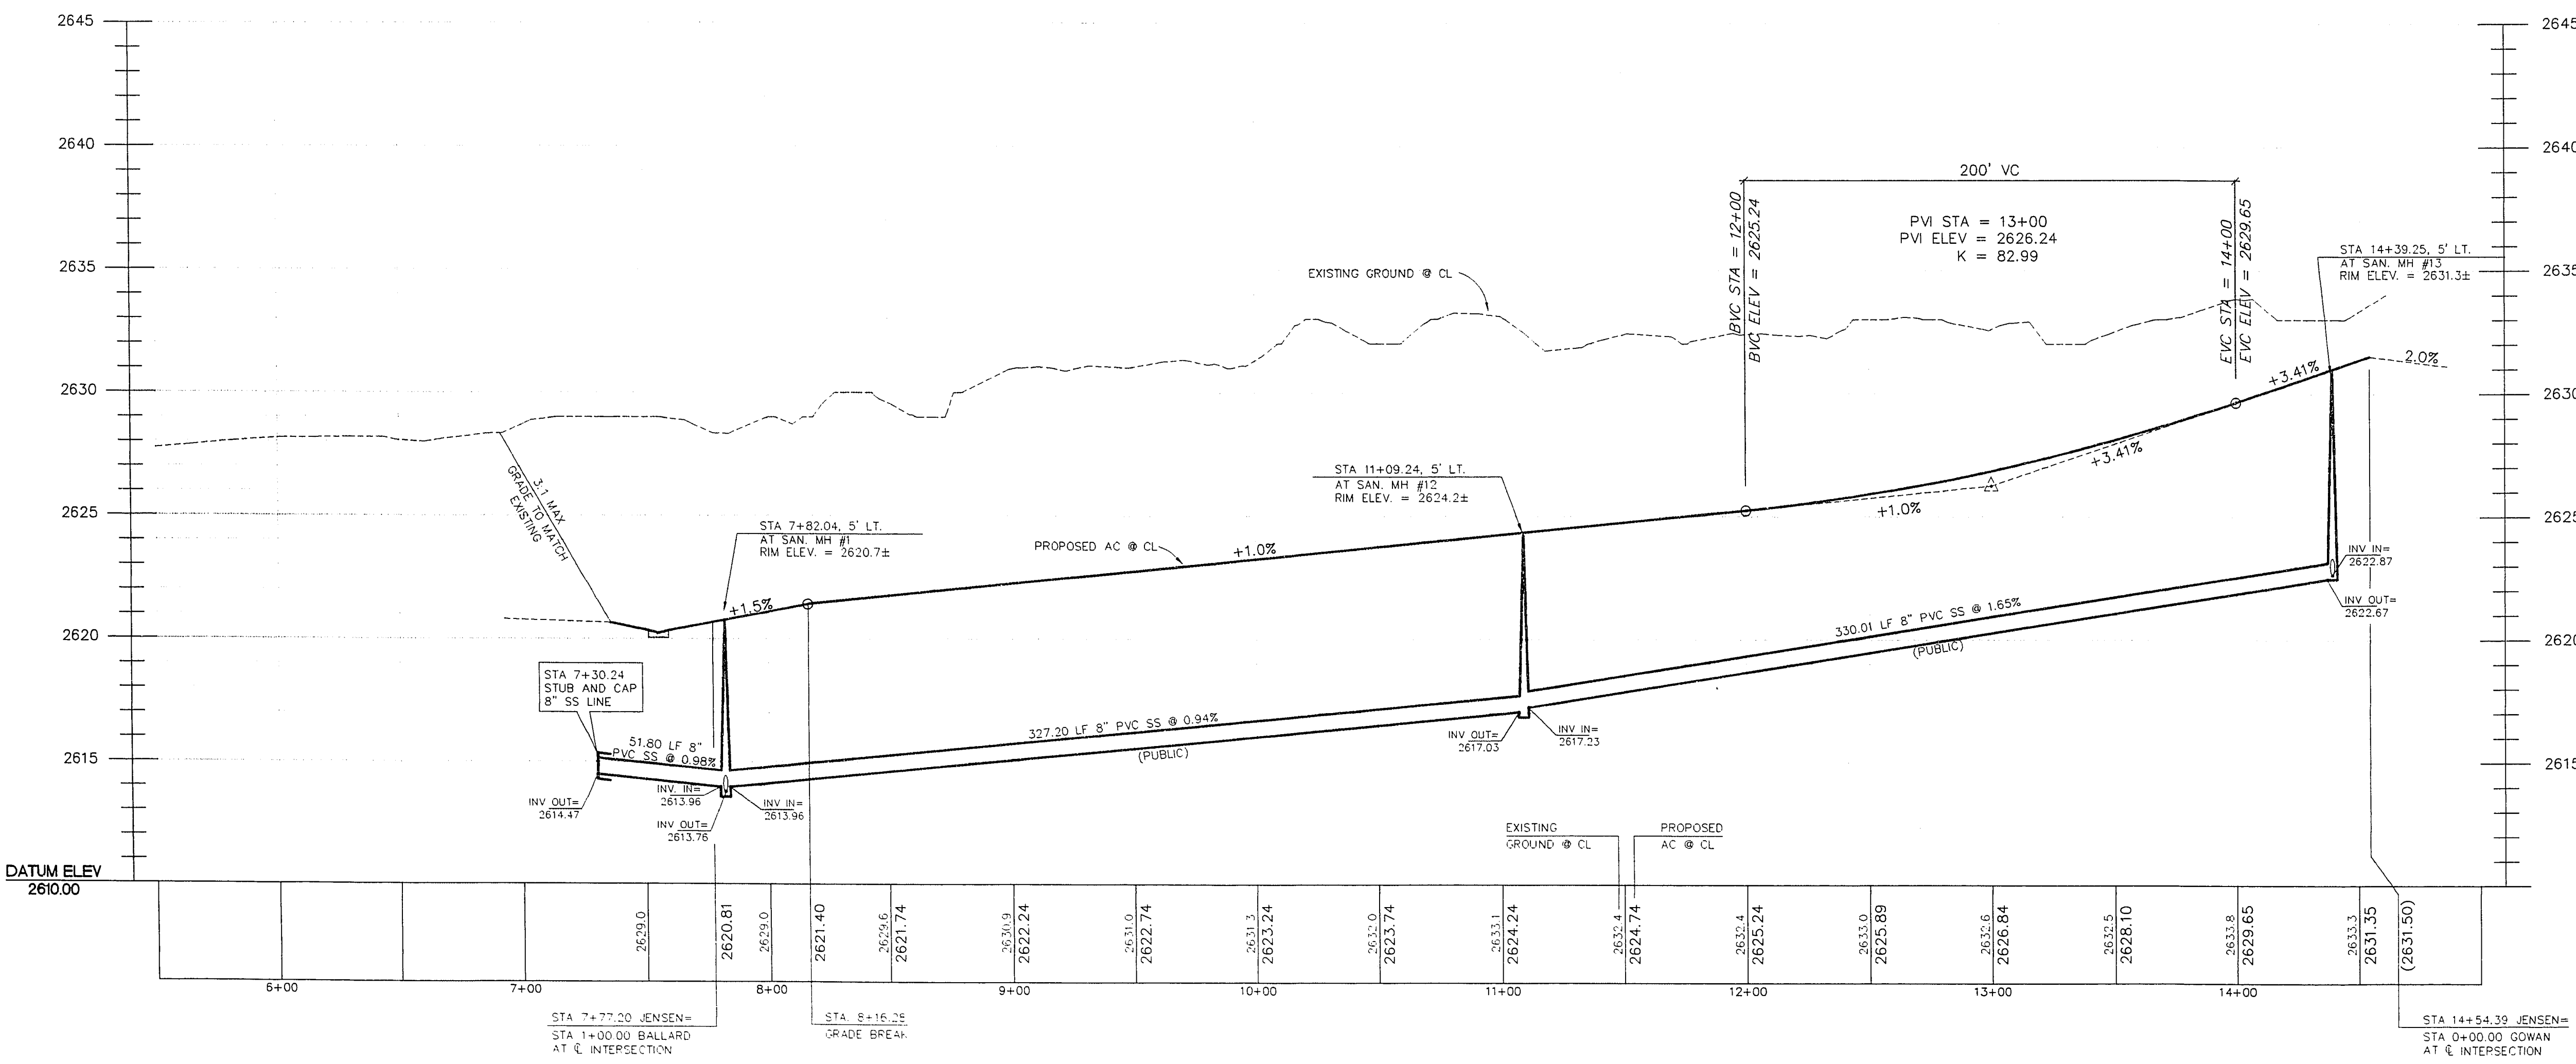 2645
2640
2635
2630
2625
2620
2615
DATUM ELEV
2610.00
2645
2640
2635
2630
2625
2620
2615
200' VC
BVC STA = 12+00
BVC ELEV = 2625.24
PVI STA = 13+00
PVI ELEV = 2626.24
K = 82.99
EVC STA = 14+00
EVC ELEV = 2629.65
STA 14+39.25, 5' LT.
AT SAN. MH #13
RIM ELEV. = 2631.3±
EXISTING GROUND @ CL
2.0%
+3.41%
+3.41%
+1.0%
3:1 MAX
GRADE TO MATCH
EXISTING
STA 11+09.24, 5' LT.
AT SAN. MH #12
RIM ELEV. = 2624.2±
STA 7+82.04, 5' LT.
AT SAN. MH #1
RIM ELEV. = 2620.7±
PROPOSED AC @ CL
+1.0%
+1.5%
INV IN=
2622.87
INV OUT=
2622.67
330.01 LF 8" PVC SS @ 1.65%
(PUBLIC)
STA 7+30.24
STUB AND CAP
8" SS LINE
51.80 LF 8"
PVC SS @ 0.98%
327.20 LF 8" PVC SS @ 0.94%
(PUBLIC)
INV OUT=
2617.03
INV IN=
2617.23
INV OUT=
2614.47
INV. IN=
2613.96
INV IN=
2613.96
INV OUT=
2613.76
EXISTING
GROUND @ CL
PROPOSED
AC @ CL
2629.0
2620.81
2629.0
2621.40
2629.6
2621.74
2630.9
2622.24
2631.0
2622.74
2631.3
2623.24
2632.0
2623.74
2633.1
2624.24
2632.4
2624.74
2632.4
2625.24
2633.0
2625.89
2632.6
2626.84
2632.5
2628.10
2633.8
2629.65
2633.3
2631.35
(2631.50)
6+00
7+00
8+00
9+00
10+00
11+00
12+00
13+00
14+00
STA 7+77.20 JENSEN=
STA 1+00.00 BALLARD
AT ℄ INTERSECTION
STA. 8+16.28
GRADE BREAK
STA 14+54.39 JENSEN=
STA 0+00.00 GOWAN
AT ℄ INTERSECTION